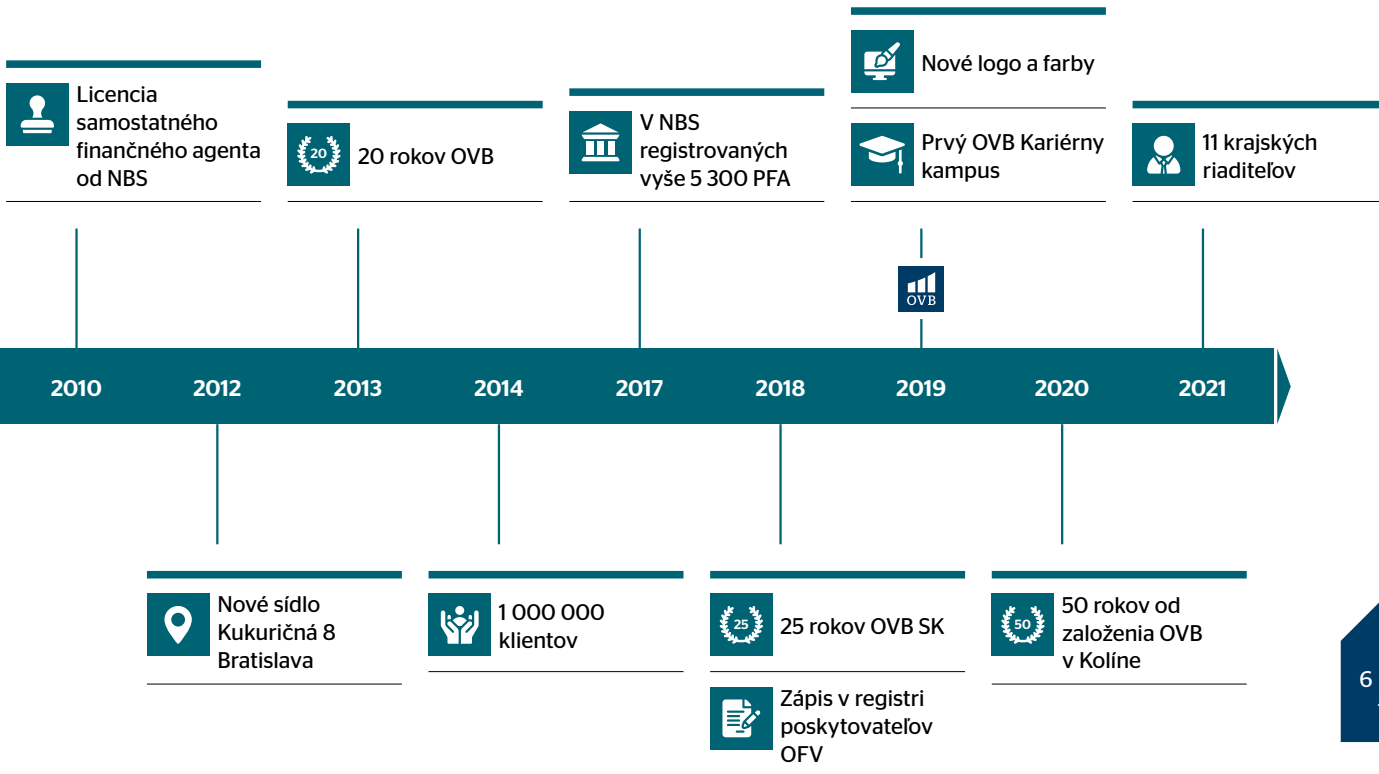 Licencia
samostatného
finančného agenta
od NBS
20
20 rokov OVB
V NBS
registrovaných
vyše 5 300 PFA
Nové logo a farby
Prvý OVB Kariérny
kampus
11 krajských
riaditeľov
OVB
2010
2012
2013
2014
2017
2018
2019
2020
2021
Nové sídlo
Kukuričná 8
Bratislava
1 000 000
klientov
25
25 rokov OVB SK
Zápis v registri
poskytovateľov
OFV
50
50 rokov od
založenia OVB
v Kolíne
6